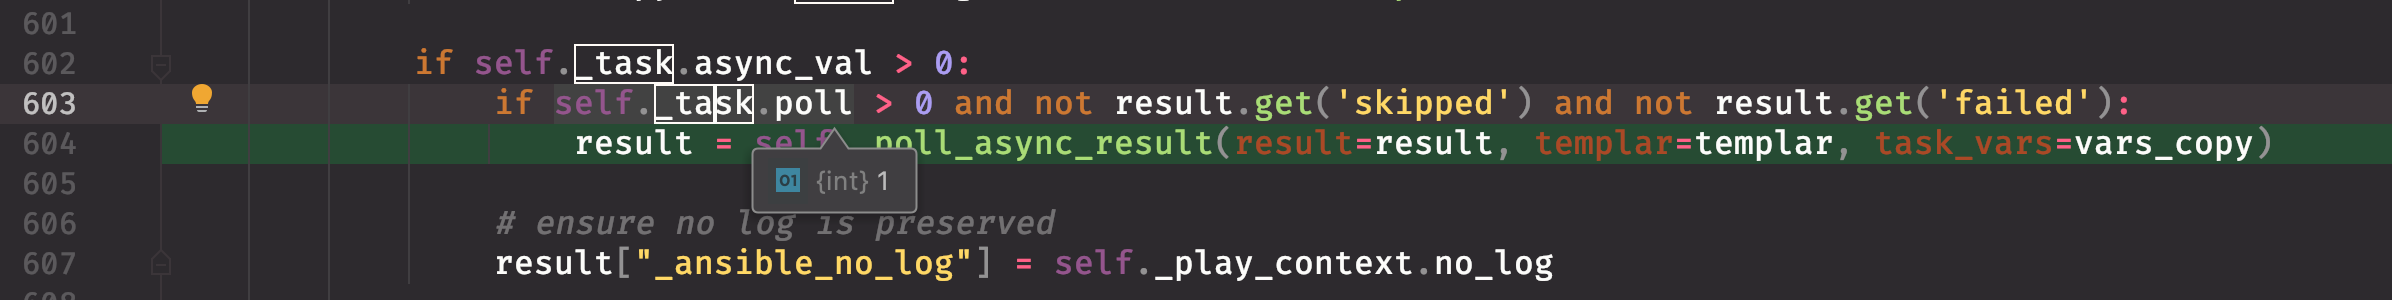 601
602 if self._task.async_val > 0:
603 if self._task.poll > 0 and not result.get('skipped') and not result.get('failed'):
604 result = self. poll_async_result(result=result, templar=templar, task_vars=vars_copy)
01 {int} 1
605
606 # ensure no log is preserved
607 result["_ansible_no_log"] = self._play_context.no_log